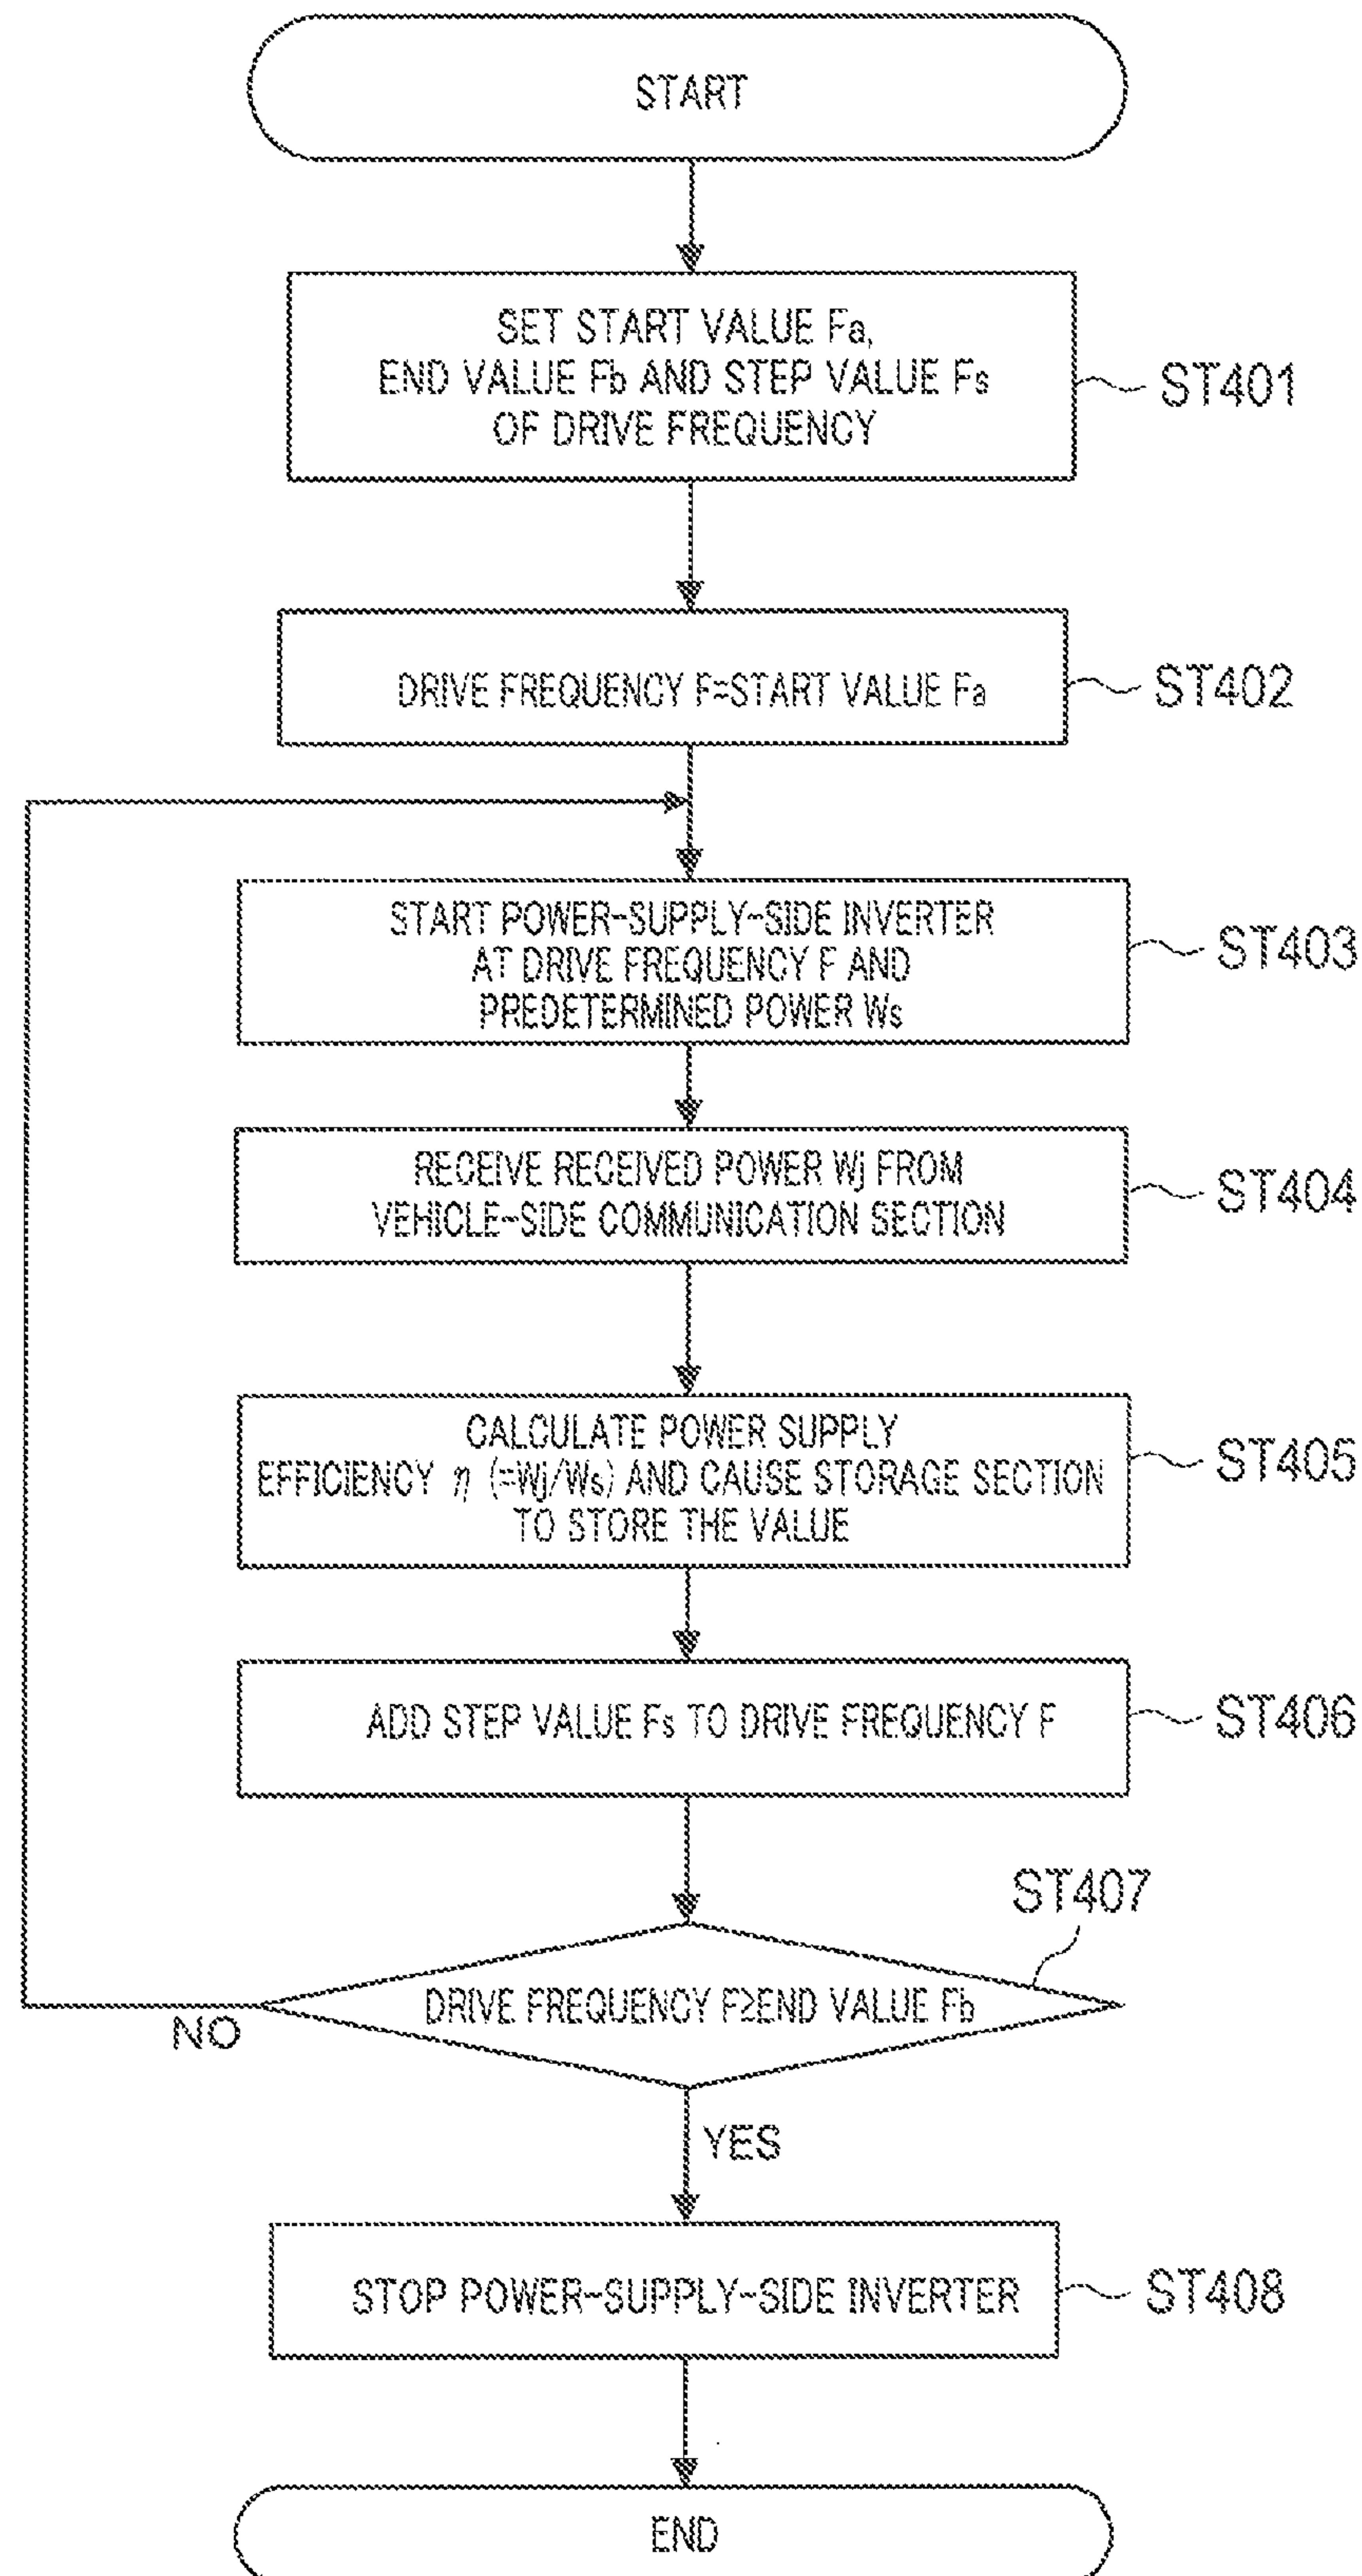 START
SET START VALUE Fa,
END VALUE Fb AND STEP VALUE Fs
OF DRIVE FREQUENCY
ST401
DRIVE FREQUENCY F=START VALUE Fa
ST402
START POWER-SUPPLY-SIDE INVERTER
AT DRIVE FREQUENCY F AND
PREDETERMINED POWER Ws
ST403
RECEIVE RECEIVED POWER Wj FROM
VEHICLE-SIDE COMMUNICATION SECTION
ST404
CALCULATE POWER SUPPLY
EFFICIENCY η (=Wj/Ws) AND CAUSE STORAGE SECTION
TO STORE THE VALUE
ST405
ADD STEP VALUE Fs TO DRIVE FREQUENCY F
ST406
ST407
DRIVE FREQUENCY F≥END VALUE Fb
NO
YES
STOP POWER-SUPPLY-SIDE INVERTER
ST408
END